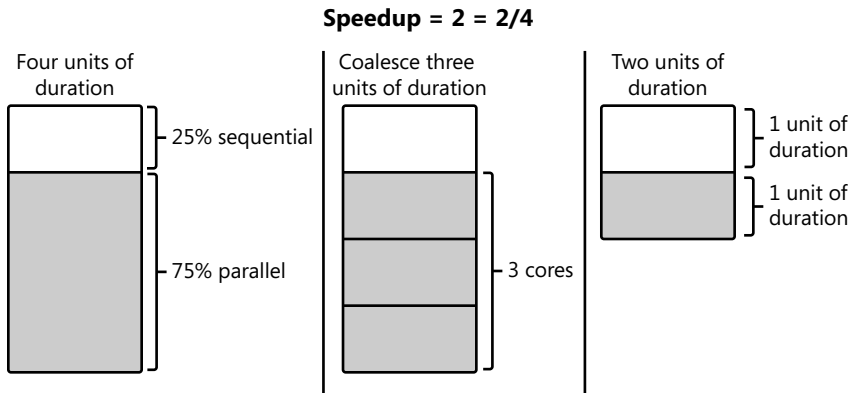 Speedup = 2 = 2/4
Four units of
duration
25% sequential
75% parallel
Coalesce three
units of duration
3 cores
Two units of
duration
1 unit of
duration
1 unit of
duration